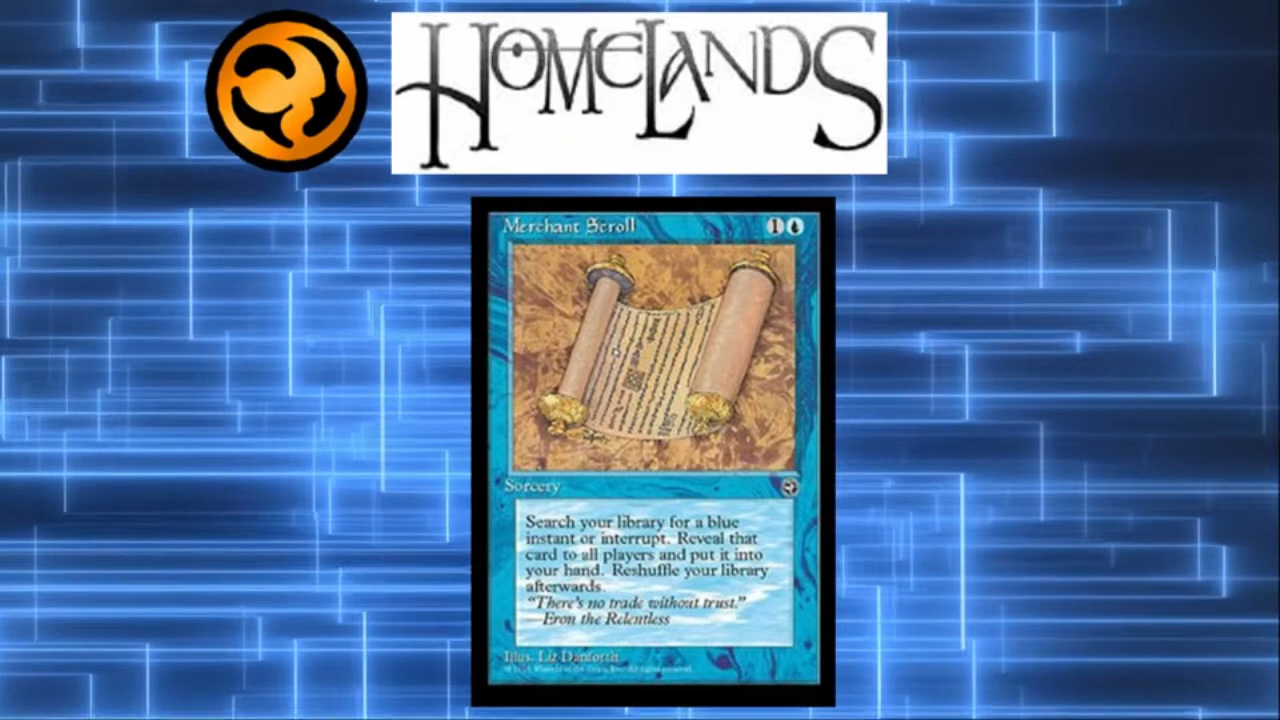 HOMELANDS
Merchant Scroll 1
Sorcery
Search your library for a blue
instant or interrupt. Reveal that
card to all players and put it into
your hand. Reshuffle your library
afterwards.
"There's no trade without trust."
—Eron the Relentless
Illus. Liz Danforth